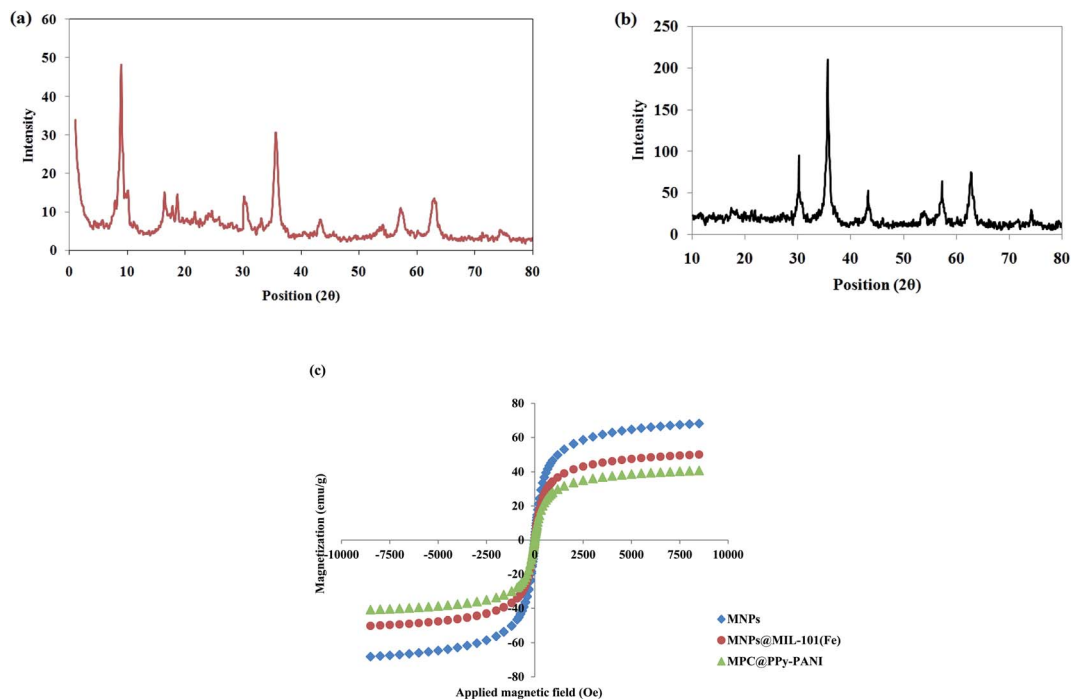 (a)
60
50
40
30
20
10
0
Intensity
0 10 20 30 40 50 60 70 80
Position (2θ)
(b)
250
200
150
100
50
0
Intensity
10 20 30 40 50 60 70 80
Position (2θ)
(c)
80
60
40
20
0
-20
-40
-60
-80
Magnetization (emu/g)
-10000 -7500 -5000 -2500 0 2500 5000 7500 10000
Applied magnetic field (Oe)
MNPs
MNPs@MIL-101(Fe)
MPC@PPy-PANI